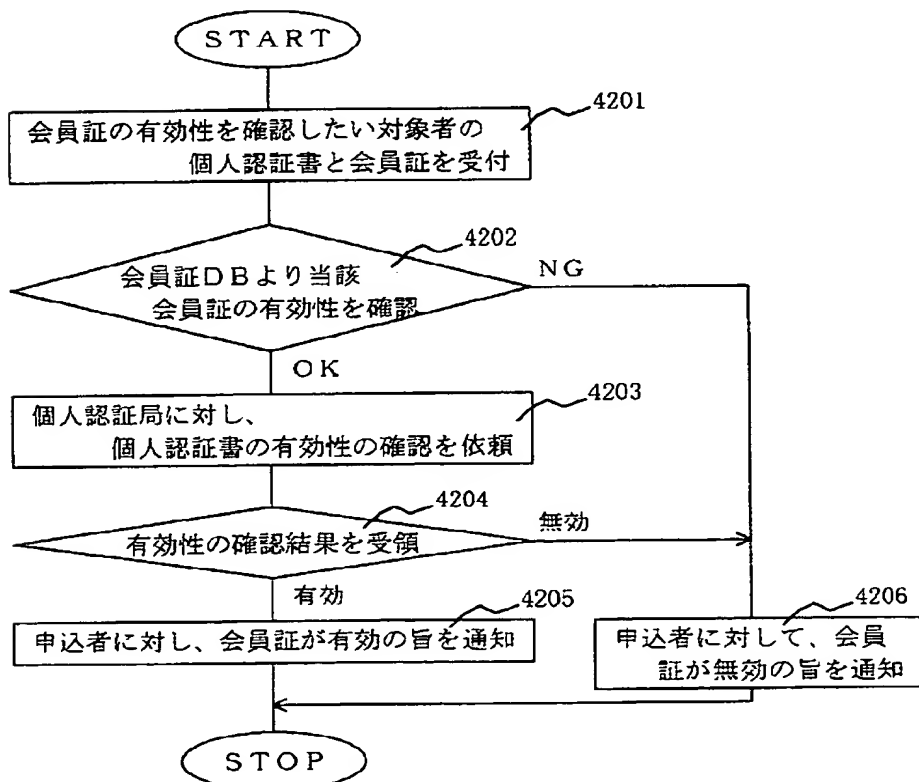 START
4201
会員証の有効性を確認したい対象者の
個人認証書と会員証を受付
4202
会員証DBより当該
会員証の有効性を確認
NG
OK
4203
個人認証局に対し、
個人認証書の有効性の確認を依頼
4204
有効性の確認結果を受領
無効
有効
4205
申込者に対し、会員証が有効の旨を通知
4206
申込者に対して、会員
証が無効の旨を通知
STOP